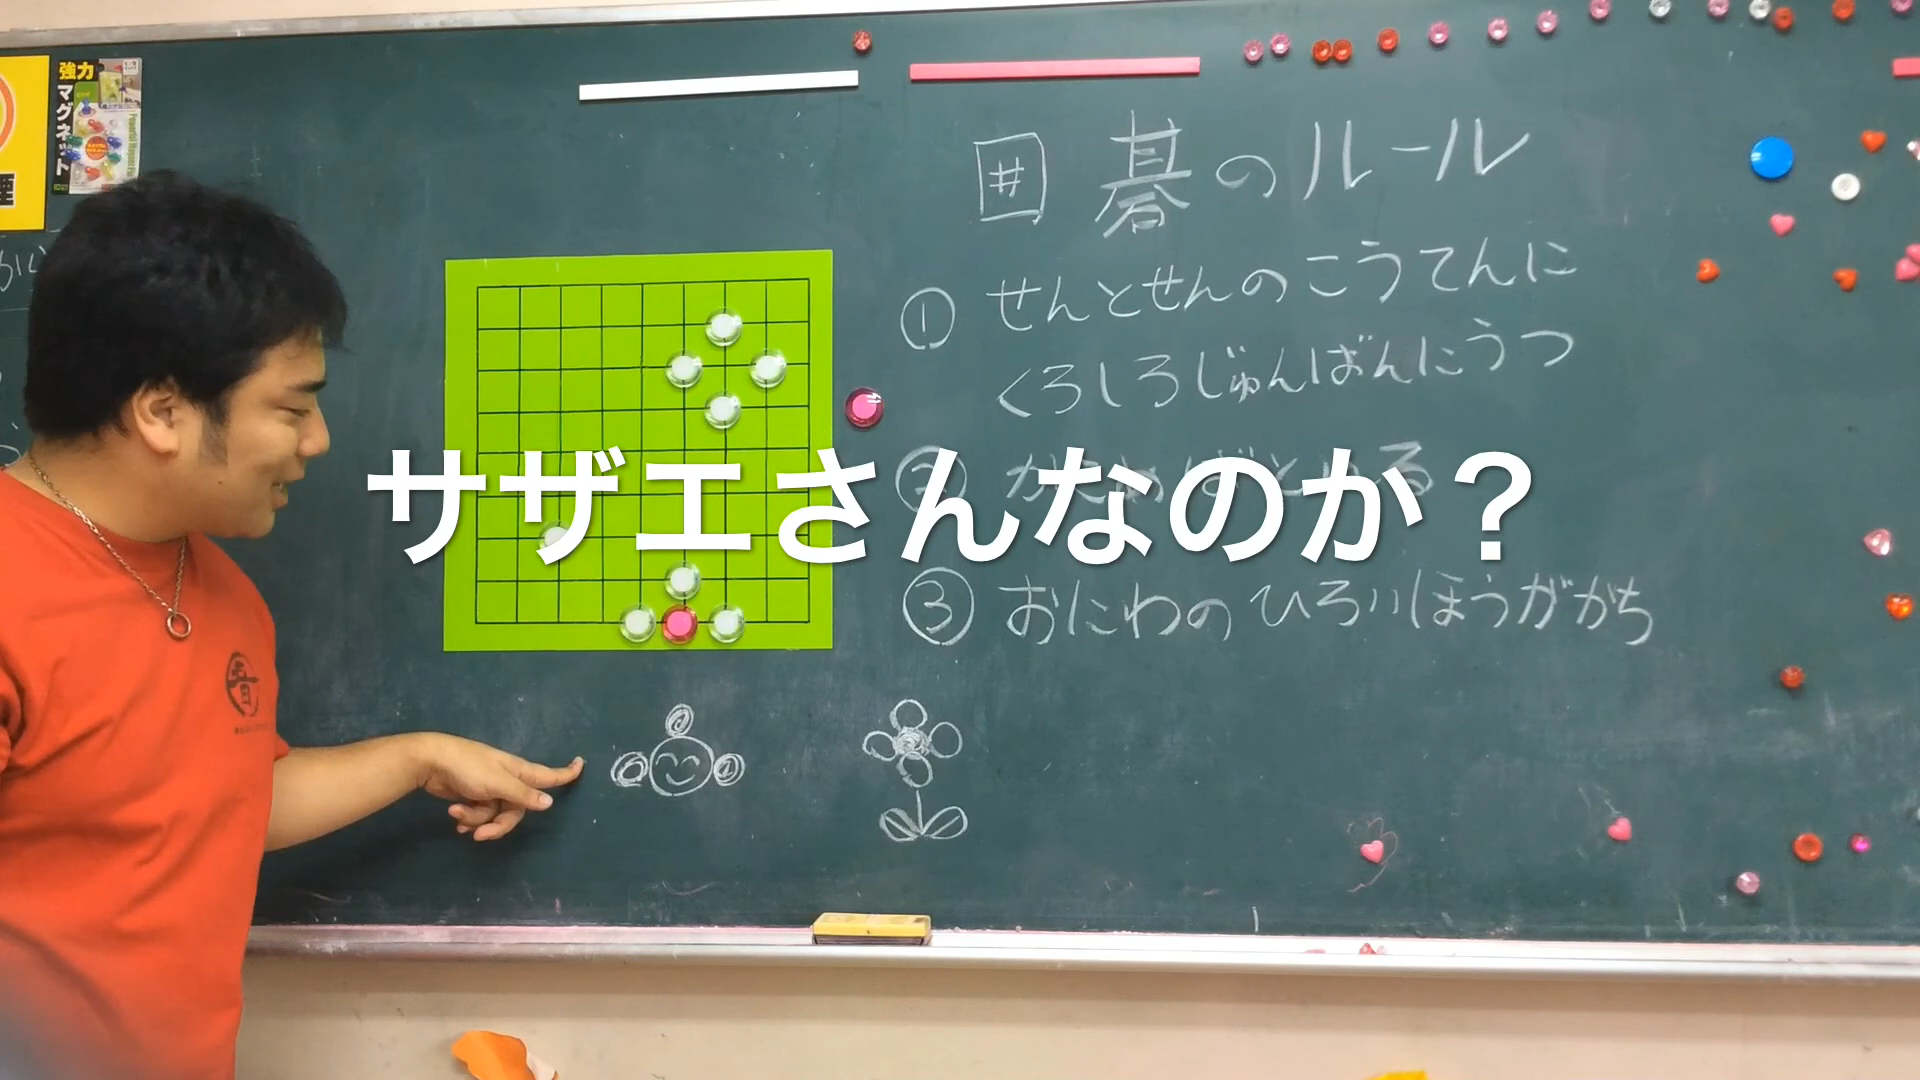 強力
マグネット
Powerful Magnet
囲碁のルール
① せんとせんのこうてんに
くろしろじゅんばんにうつ
サザエさんなのか？
②
③ おにわのひろいほうがかち